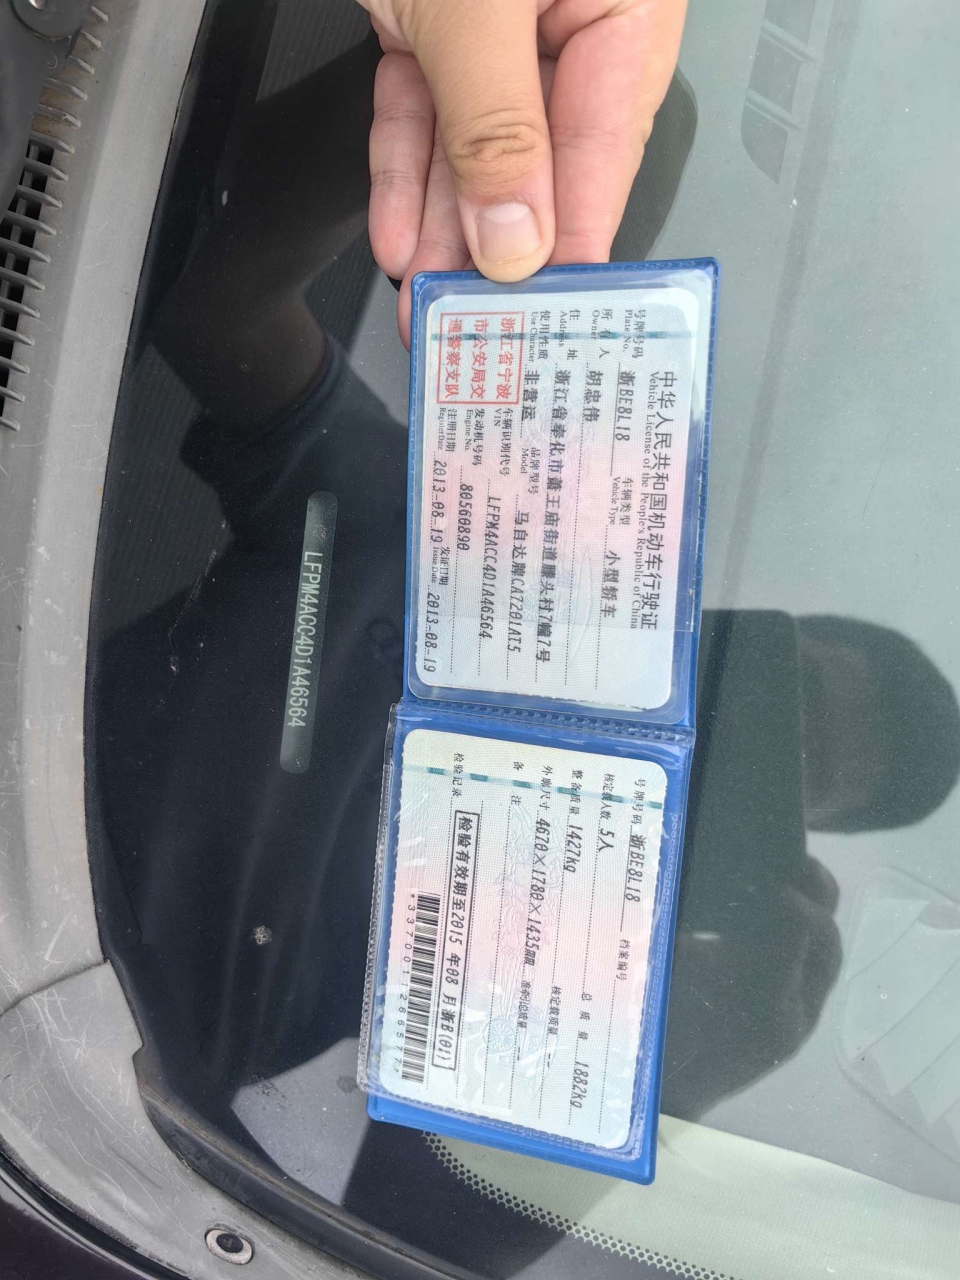 中华人民共和国机动车行驶证
Vehicle License of the People's Republic of China
号牌号码 浙BE8L18 车辆类型 小型轿车
Plate No. Vehicle Type
所有人 胡忠伟
Owner
住址 浙江省奉化市萧王庙街道滕头村7幢7号
Address
使用性质 非营运 品牌型号 马自达牌CA7201AT5
Use Character Model
浙江省宁波
市公安局交
通警察支队
车辆识别代号 LFPM4ACC4D1A46564
VIN
发动机号码 80560890
Engine No.
注册日期 2013-08-19 发证日期 2013-08-19
Register Date Issue Date
号牌号码 浙BE8L18 档案编号
核定载人数 5人 总质量 1882kg
整备质量 1427kg 核定载质量 --
外廓尺寸 4670×1780×1435mm 准牵引总质量
备注
检验记录 检验有效期至2015年08月浙B(01)
*3370011266577*
LFPM4ACC4D1A46564